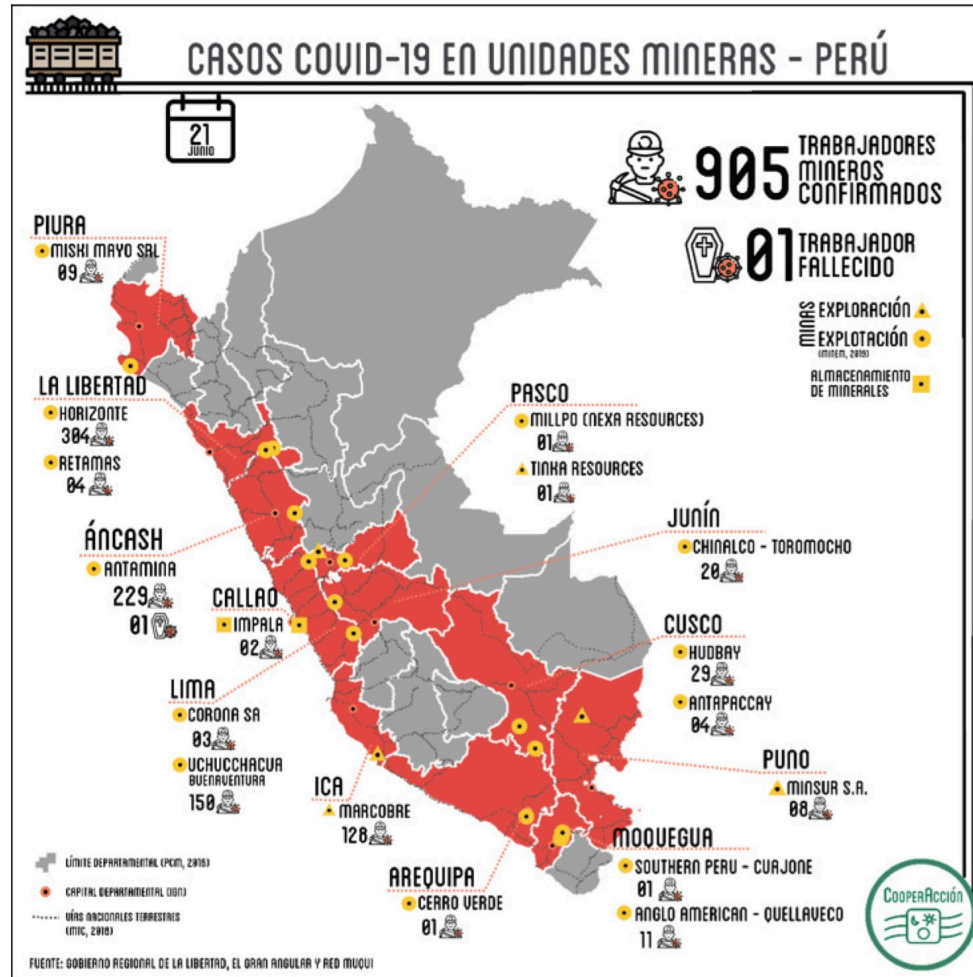 CASOS COVID-19 EN UNIDADES MINERAS - PERÚ
21
JUNIO
905 TRABAJADORES
MINEROS
CONFIRMADOS
01 TRABAJADOR
FALLECIDO
MINAS
EXPLORACIÓN
EXPLOTACIÓN
(MINEM, 2019)
ALMACENAMIENTO
DE MINERALES
PIURA
MISKI MAYO SRL
09
LA LIBERTAD
HORIZONTE
304
RETAMAS
04
PASCO
MILLPO (NEXA RESOURCES)
01
TINKA RESOURCES
01
ÁNCASH
ANTAMINA
229
01
JUNÍN
CHINALCO - TOROMOCHO
20
CALLAO
IMPALA
02
CUSCO
HUDBAY
29
ANTAPACCAY
04
LIMA
CORONA SA
03
UCHUCCHACUA
BUENAVENTURA
150
ICA
MARCOBRE
128
PUNO
MINSUR S.A.
08
AREQUIPA
CERRO VERDE
01
MOQUEGUA
SOUTHERN PERU - CUAJONE
01
ANGLO AMERICAN - QUELLAVECO
11
LÍMITE DEPARTAMENTAL (PCM, 2016)
CAPITAL DEPARTAMENTAL (IGN)
VÍAS NACIONALES TERRESTRES
(MTC, 2018)
COOPERACCIÓN
FUENTE: GOBIERNO REGIONAL DE LA LIBERTAD, EL GRAN ANGULAR Y RED MUQUI